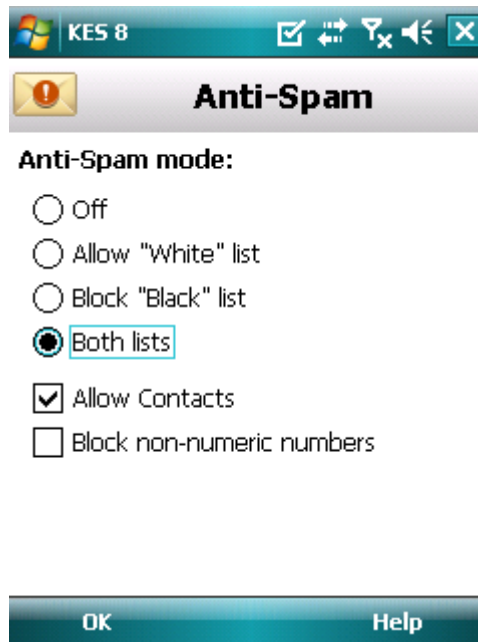 KES 8
Anti-Spam
Anti-Spam mode:
Off
Allow "White" list
Block "Black" list
Both lists
Allow Contacts
Block non-numeric numbers
OK Help